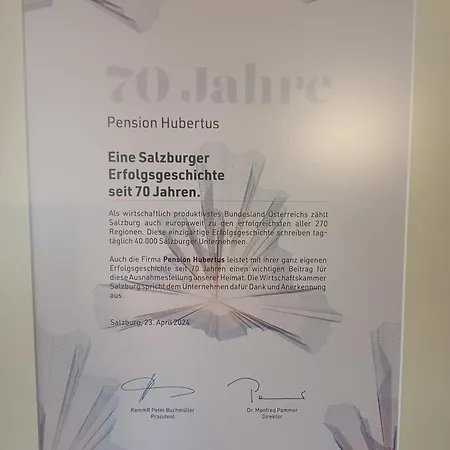 70 Jahre
Pension Hubertus
Eine Salzburger
Erfolgsgeschichte
seit 70 Jahren.
Als wirtschaftlich produktivstes Bundesland Österreichs zählt
Salzburg auch europaweit zu den erfolgreichsten aller 270
Regionen. Diese einzigartige Erfolgsgeschichte schreiben tag-
täglich 40.000 Salzburger Unternehmen.
Auch die Firma Pension Hubertus leistet mit ihrer ganz eigenen
Erfolgsgeschichte seit 70 Jahren einen wichtigen Beitrag für
diese Ausnahmestellung unserer Heimat. Die Wirtschaftskammer
Salzburg spricht dem Unternehmen dafür Dank und Anerkennung
aus.
Salzburg, 23. April 2024
KommR Peter Buchmüller
Präsident
Dr. Manfred Pammer
Direktor